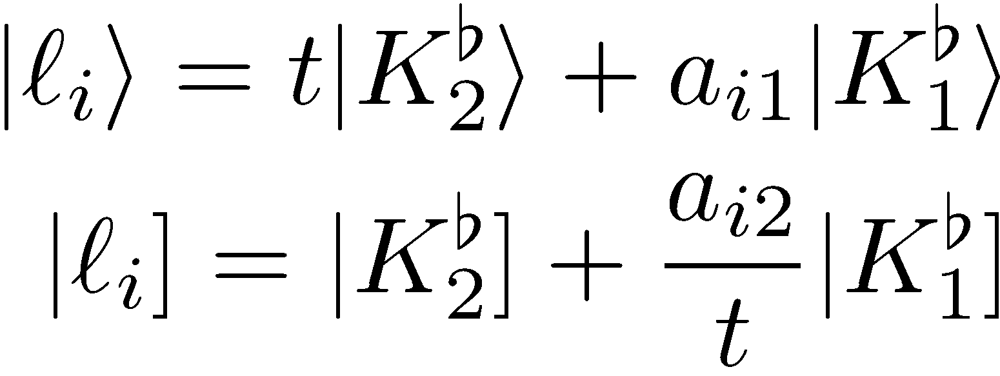 |ℓ_i⟩ = t|K_2^♭⟩ + a_{i1}|K_1^♭⟩
|ℓ_i] = |K_2^♭] + \frac{a_{i2}}{t}|K_1^♭]